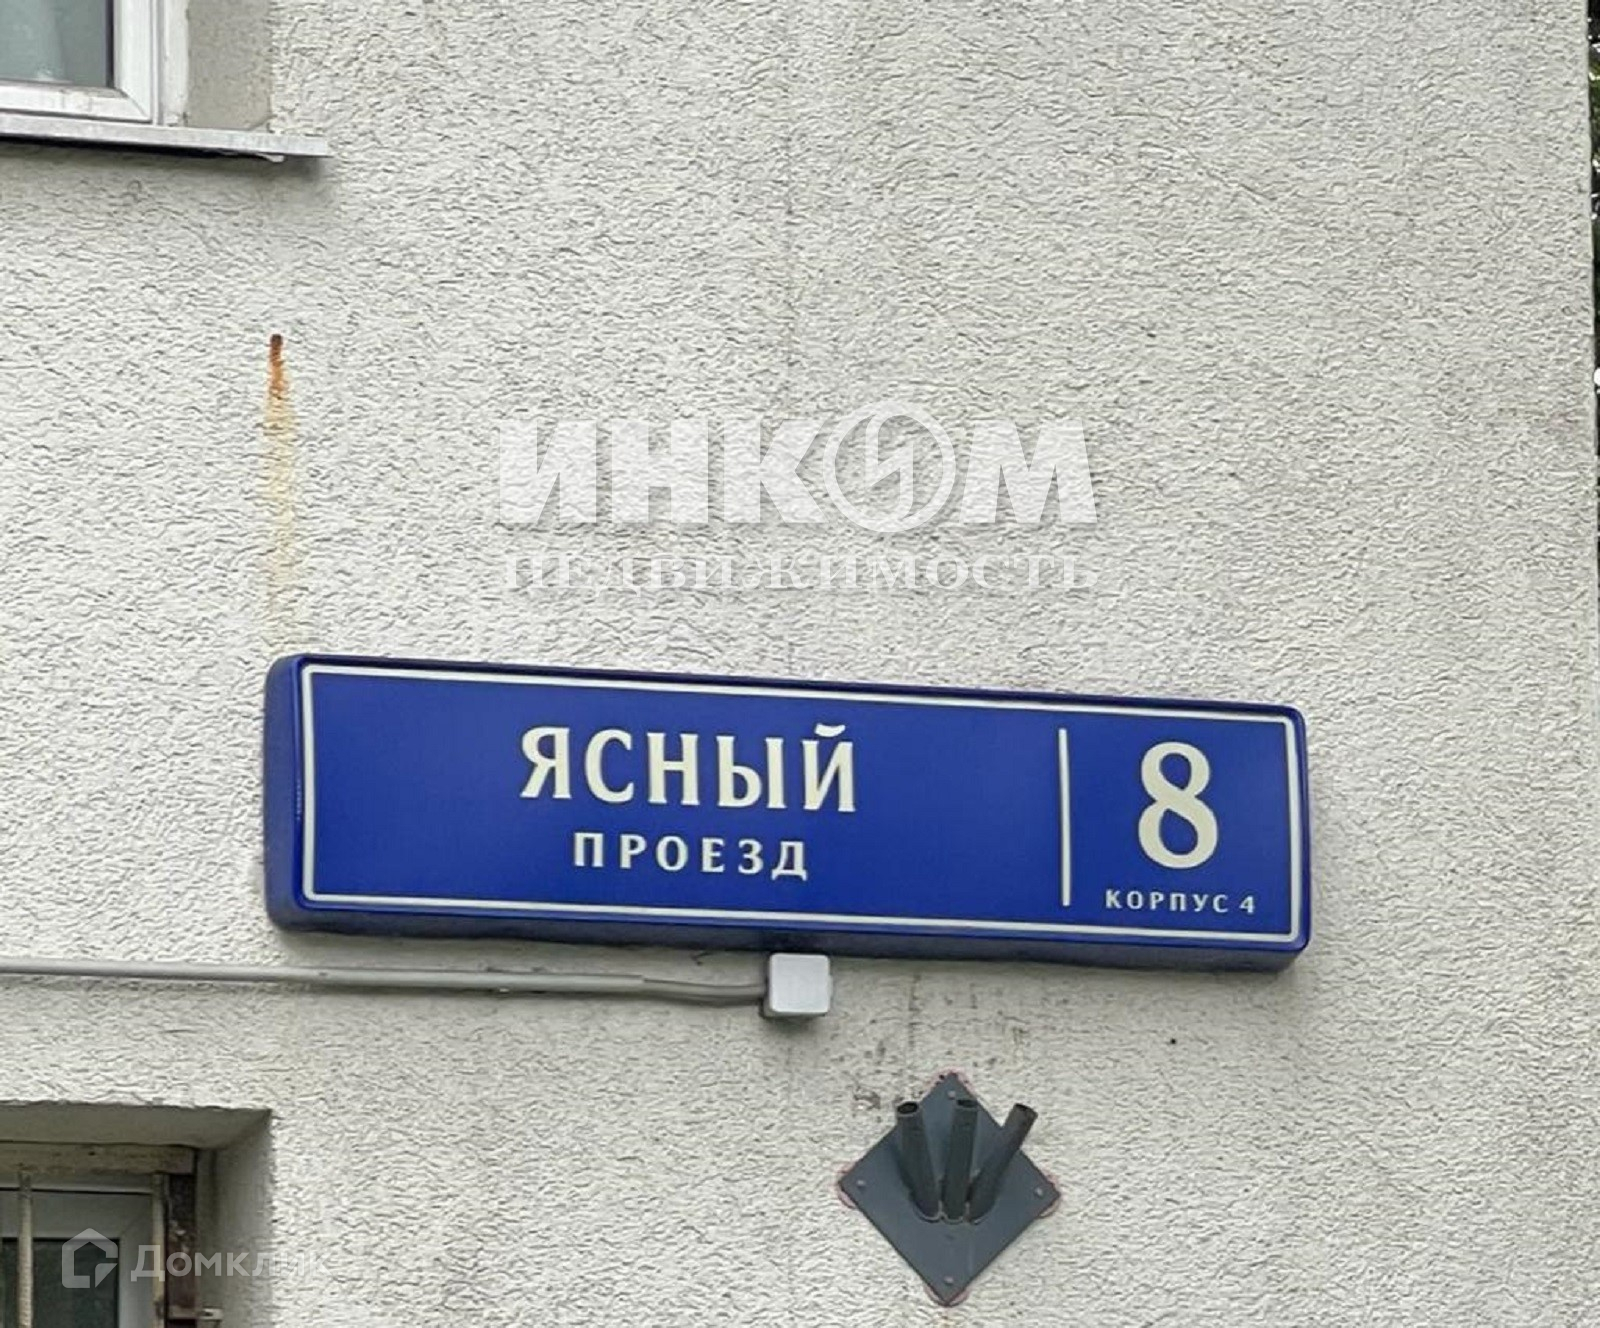 ИНКОМ
НЕДВИЖИМОСТЬ
ЯСНЫЙ
ПРОЕЗД
8
КОРПУС 4
Домклик